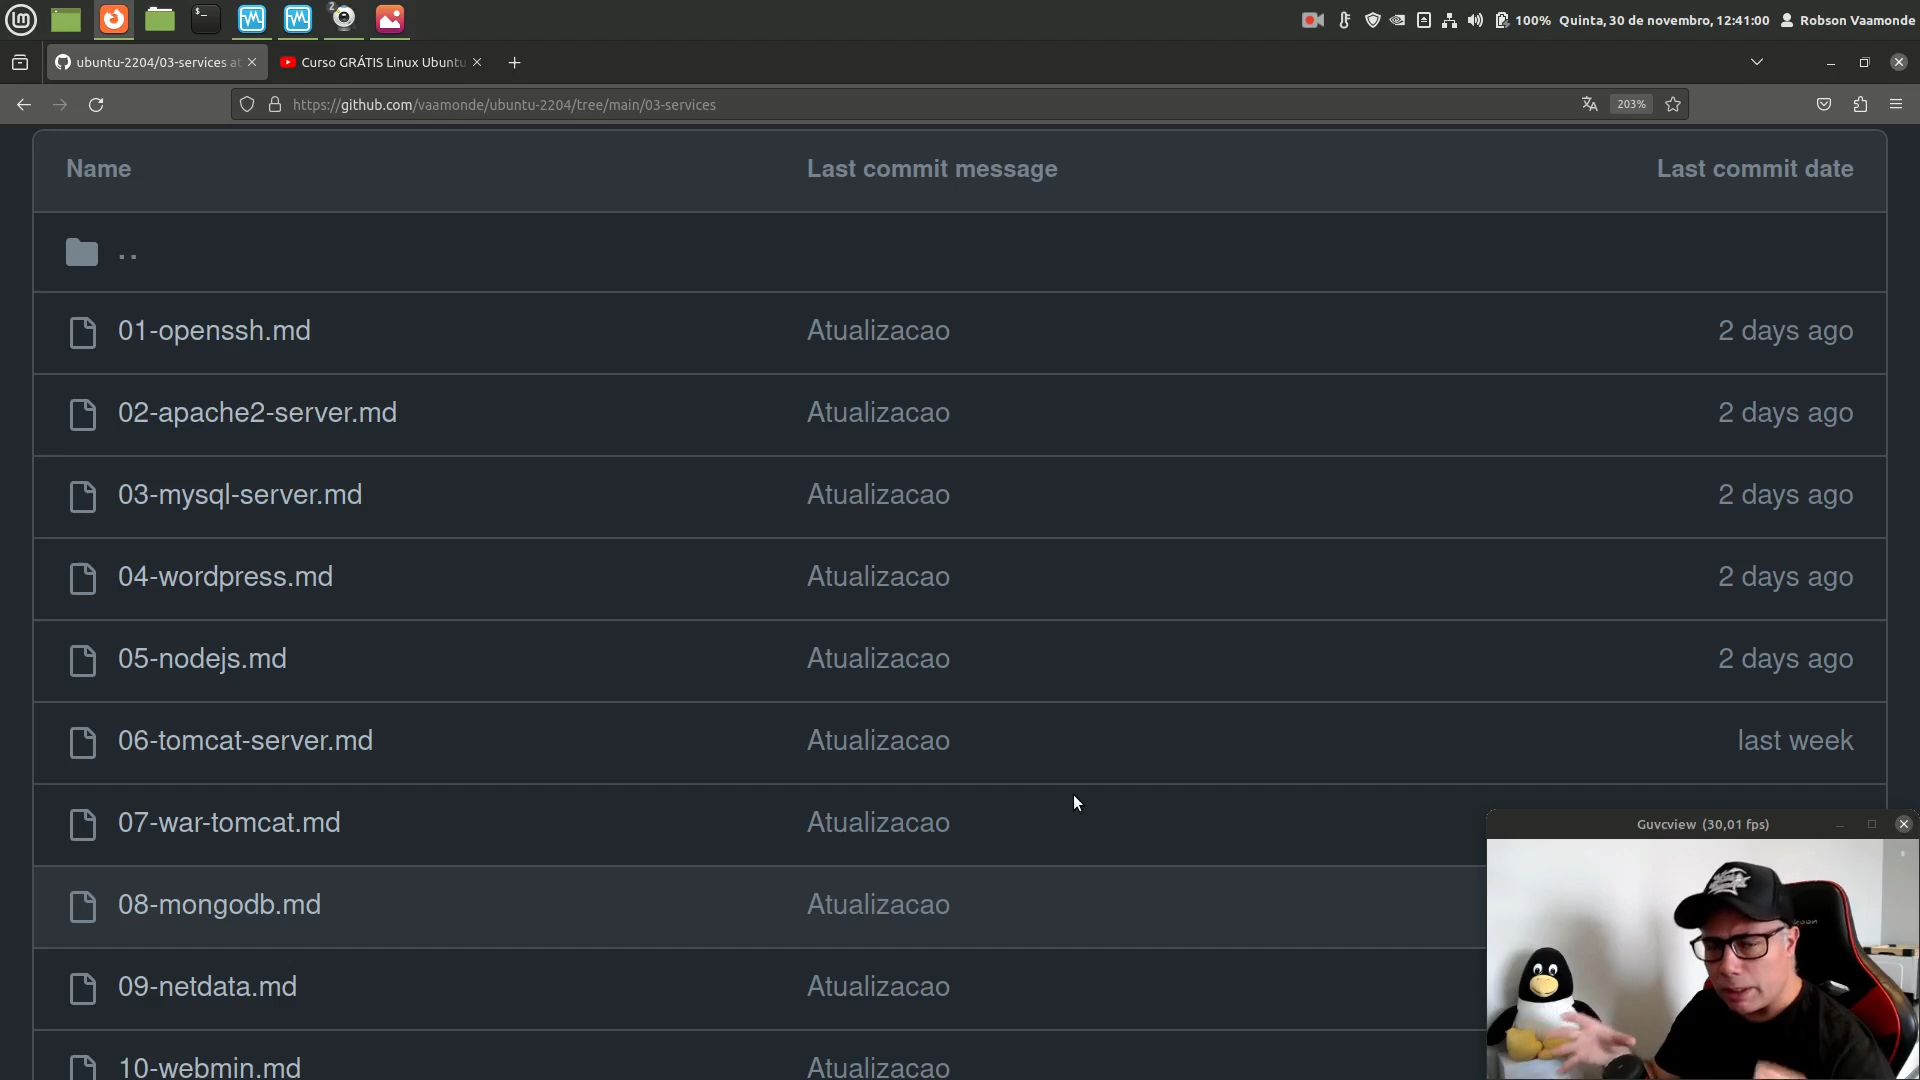 100% Quinta, 30 de novembro, 12:41:00 Robson Vaamonde
ubuntu-2204/03-services at
Curso GRÁTIS Linux Ubuntu
https://github.com/vaamonde/ubuntu-2204/tree/main/03-services
203%
Name Last commit message Last commit date
..
01-openssh.md Atualizacao 2 days ago
02-apache2-server.md Atualizacao 2 days ago
03-mysql-server.md Atualizacao 2 days ago
04-wordpress.md Atualizacao 2 days ago
05-nodejs.md Atualizacao 2 days ago
06-tomcat-server.md Atualizacao last week
07-war-tomcat.md Atualizacao
08-mongodb.md Atualizacao
09-netdata.md Atualizacao
10-webmin.md Atualizacao
Guvcview (30,01 fps)